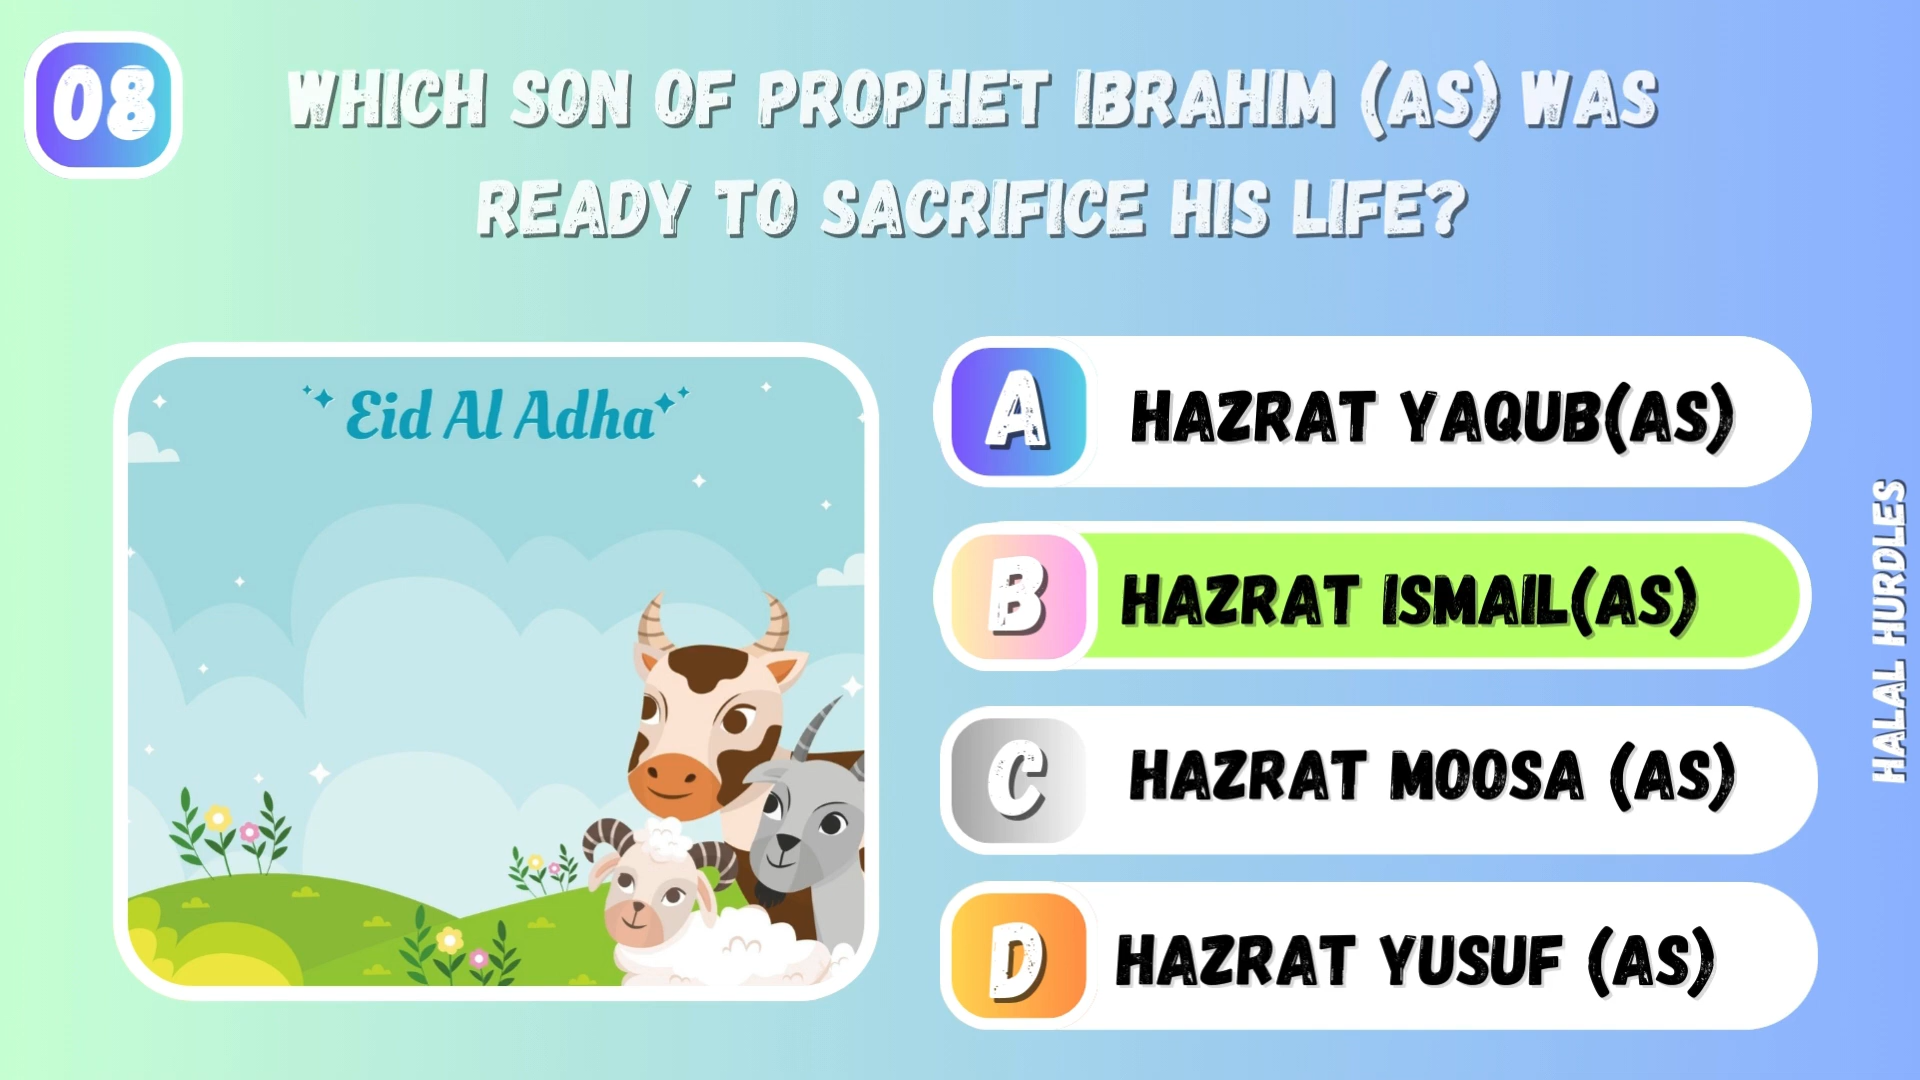 08
WHICH SON OF PROPHET IBRAHIM (AS) WAS
READY TO SACRIFICE HIS LIFE?
Eid Al Adha
A HAZRAT YAQUB(AS)
B HAZRAT ISMAIL(AS)
C HAZRAT MOOSA (AS)
D HAZRAT YUSUF (AS)
HALAL HURDLES